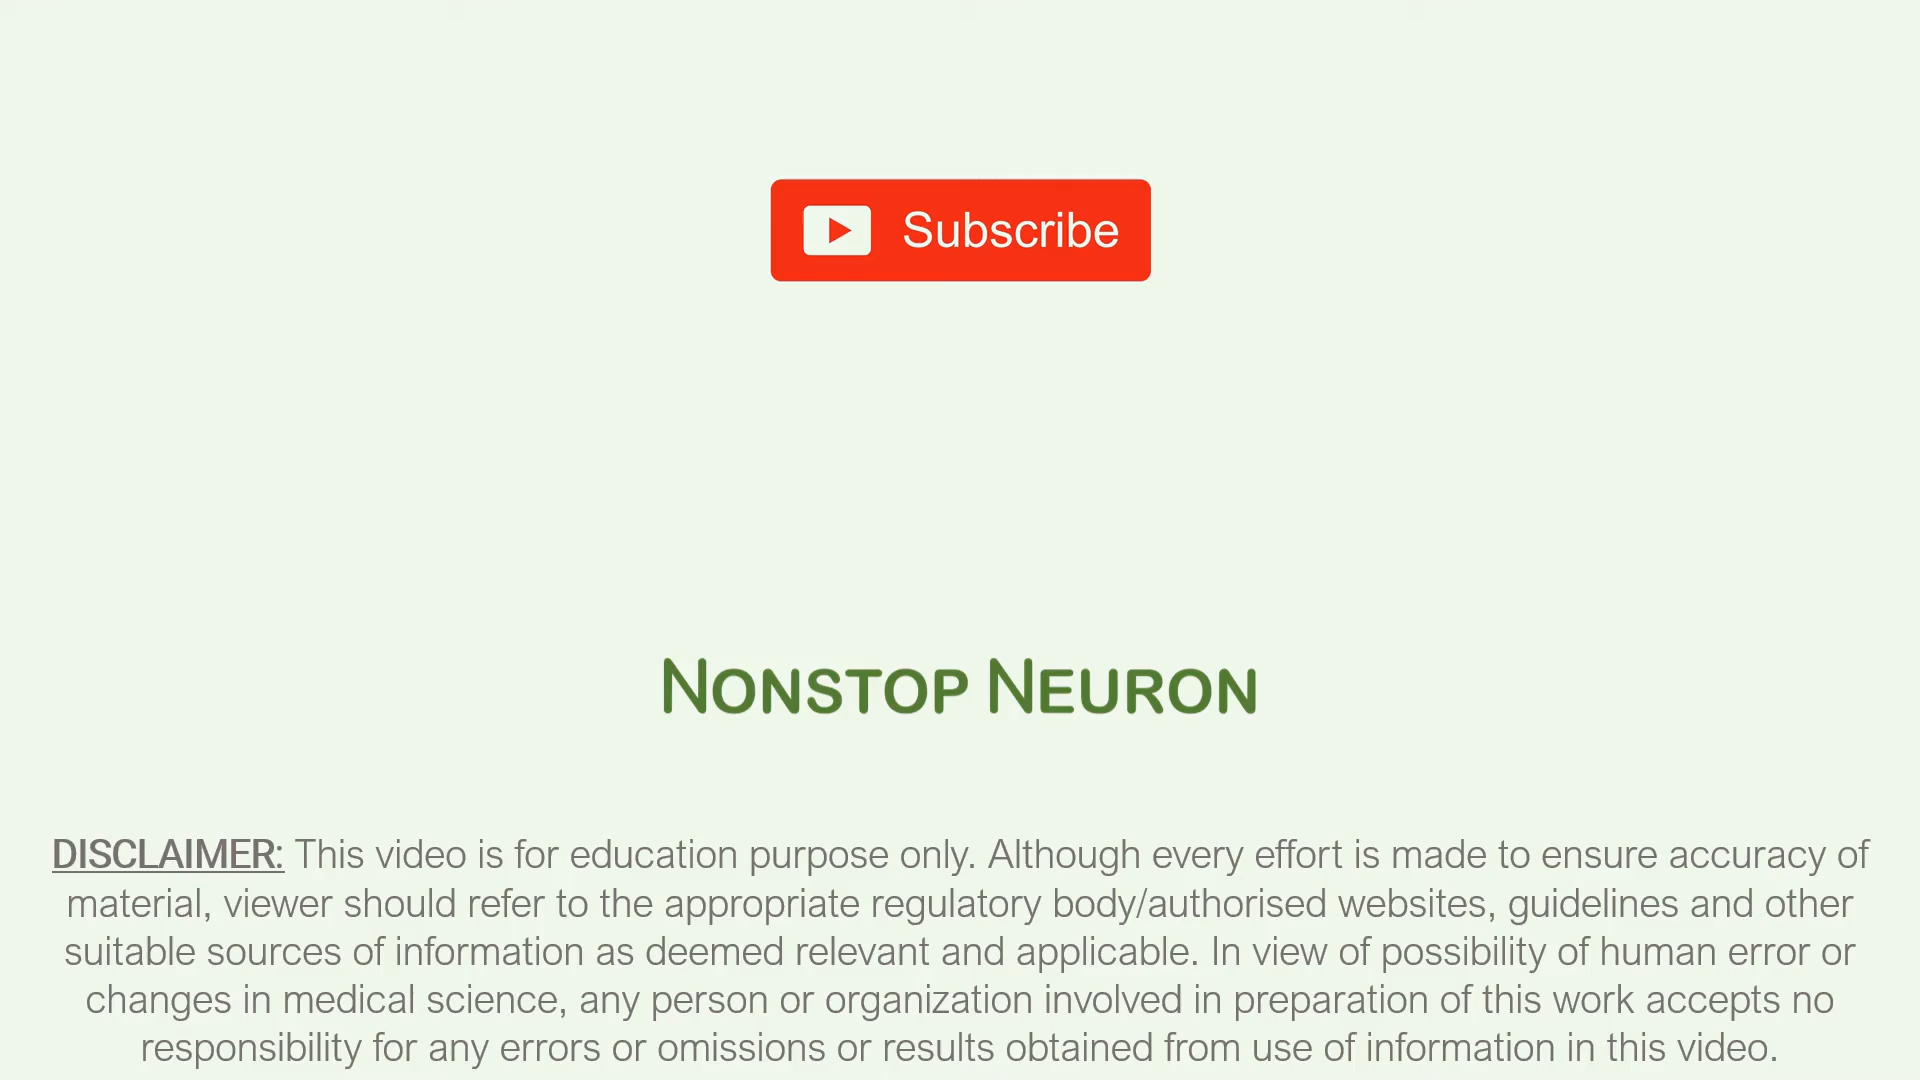 Subscribe
NONSTOP NEURON
DISCLAIMER: This video is for education purpose only. Although every effort is made to ensure accuracy of
material, viewer should refer to the appropriate regulatory body/authorised websites, guidelines and other
suitable sources of information as deemed relevant and applicable. In view of possibility of human error or
changes in medical science, any person or organization involved in preparation of this work accepts no
responsibility for any errors or omissions or results obtained from use of information in this video.